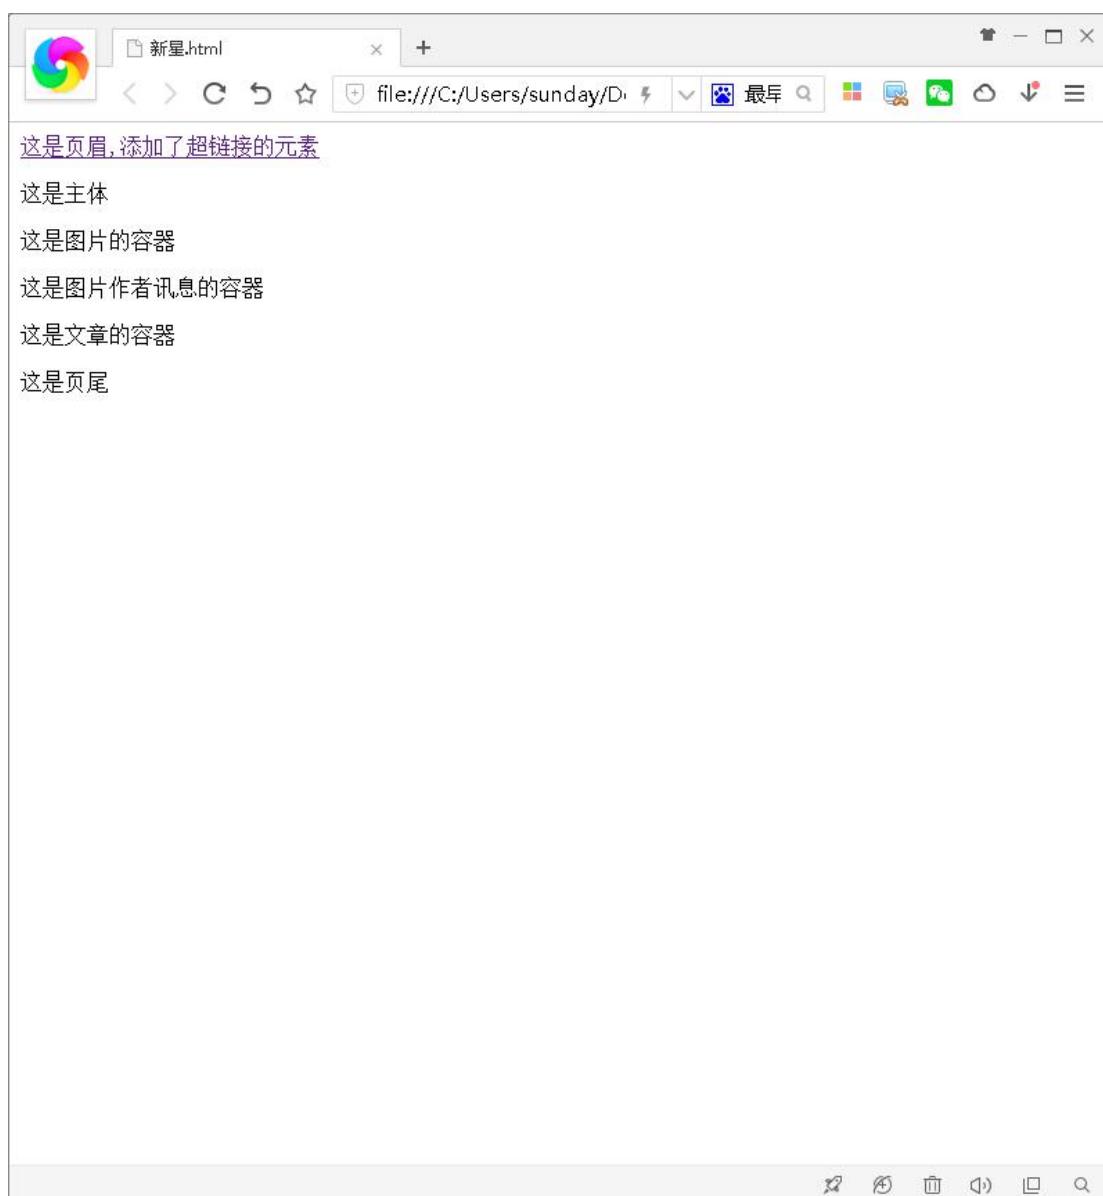 新星.html
file:///C:/Users/sunday/D
最早
这是页眉,添加了超链接的元素
这是主体
这是图片的容器
这是图片作者讯息的容器
这是文章的容器
这是页尾